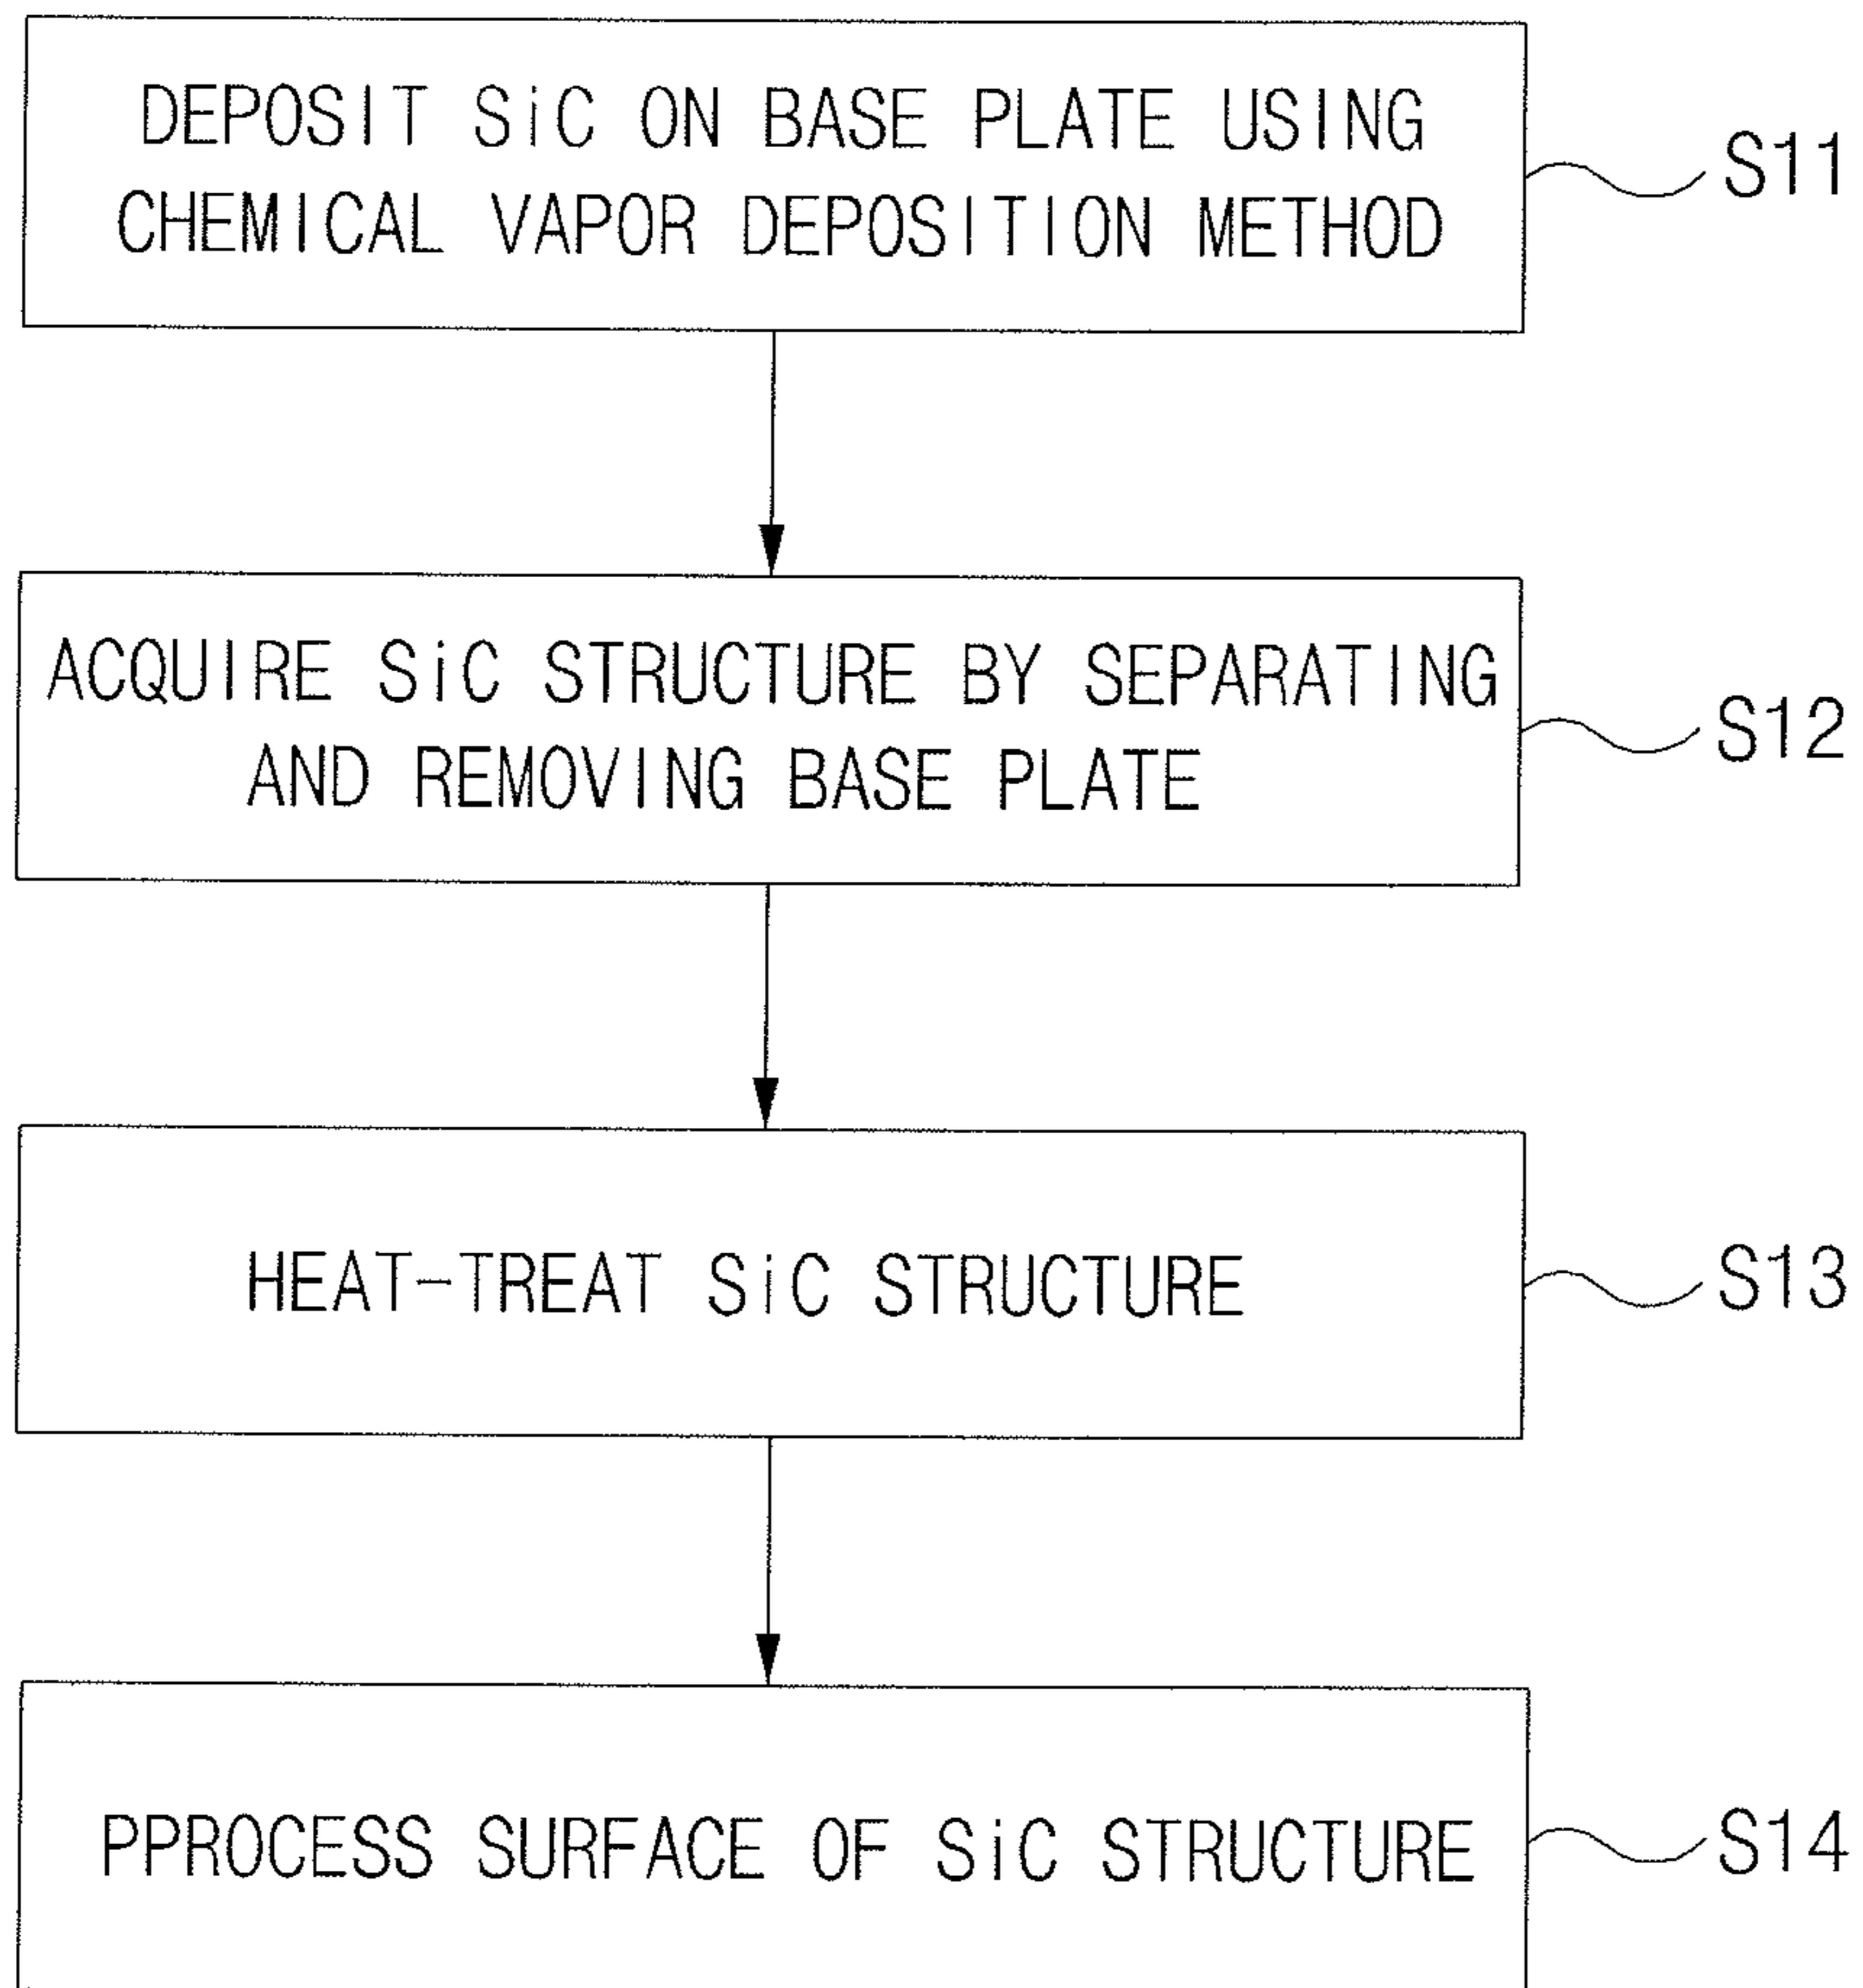 DEPOSIT SiC ON BASE PLATE USING
CHEMICAL VAPOR DEPOSITION METHOD
S11
ACQUIRE SiC STRUCTURE BY SEPARATING
AND REMOVING BASE PLATE
S12
HEAT-TREAT SiC STRUCTURE
S13
PPROCESS SURFACE OF SiC STRUCTURE
S14